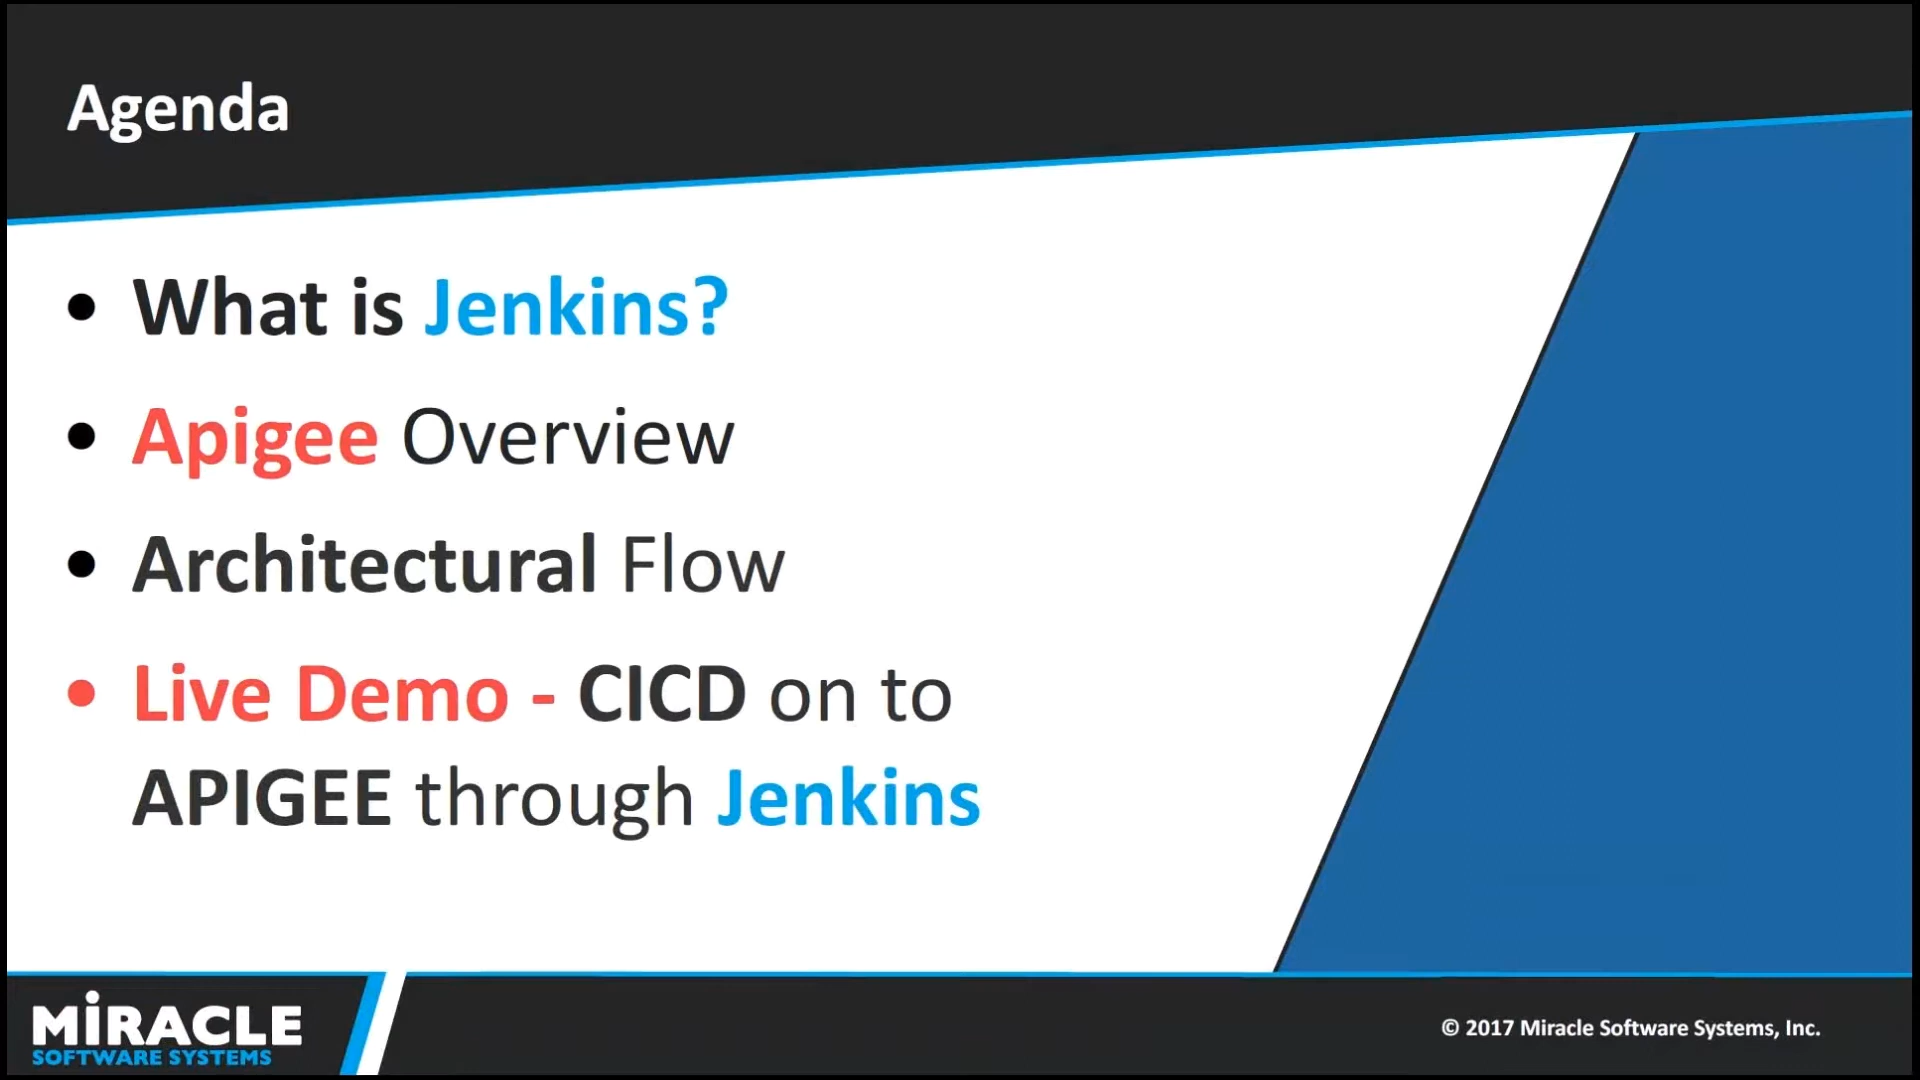 Agenda
• What is Jenkins?
• Apigee Overview
• Architectural Flow
• Live Demo - CICD on to
APIGEE through Jenkins
MiRACLE
SOFTWARE SYSTEMS
© 2017 Miracle Software Systems, Inc.